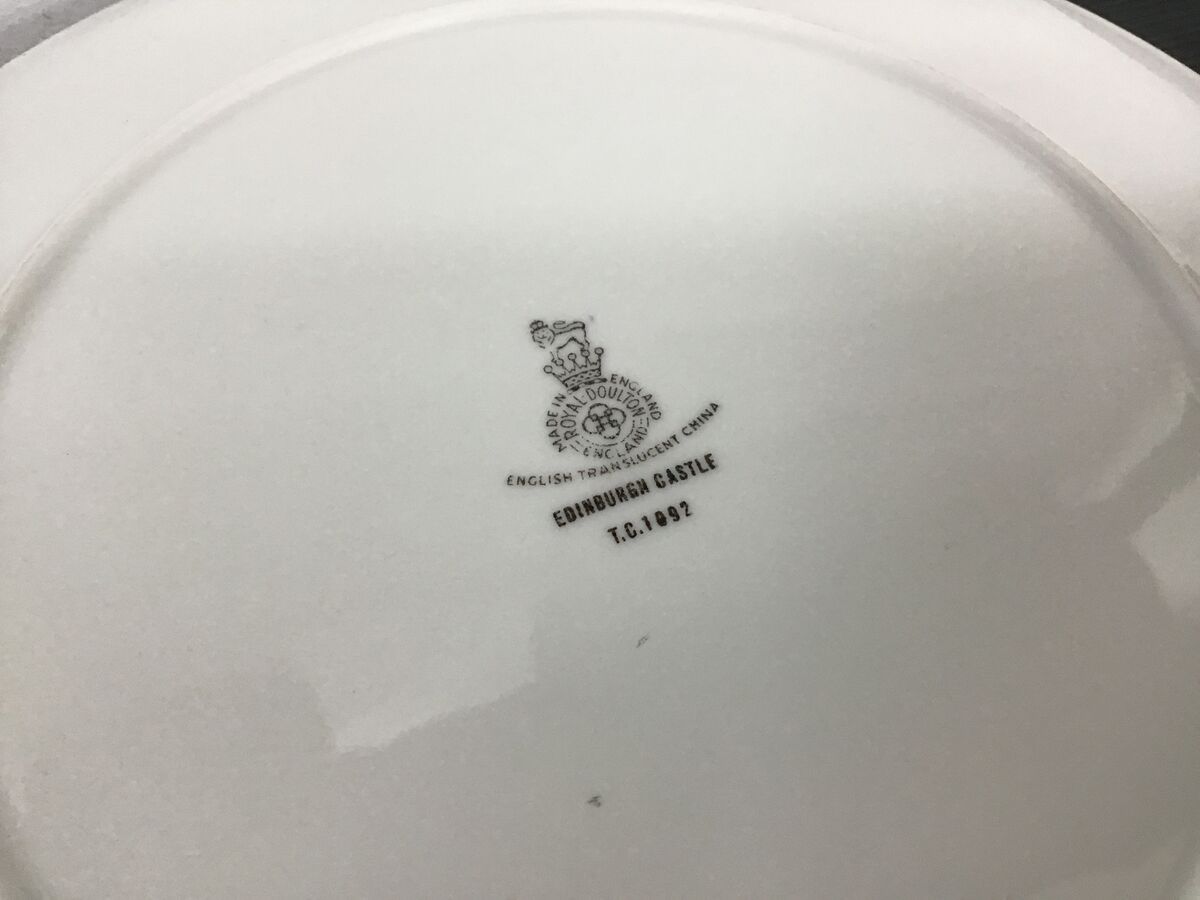 MADE IN ENGLAND
ROYAL·DOULTON
ENGLAND
ENGLISH TRANSLUCENT CHINA
EDINBURGH CASTLE
T.C.1092